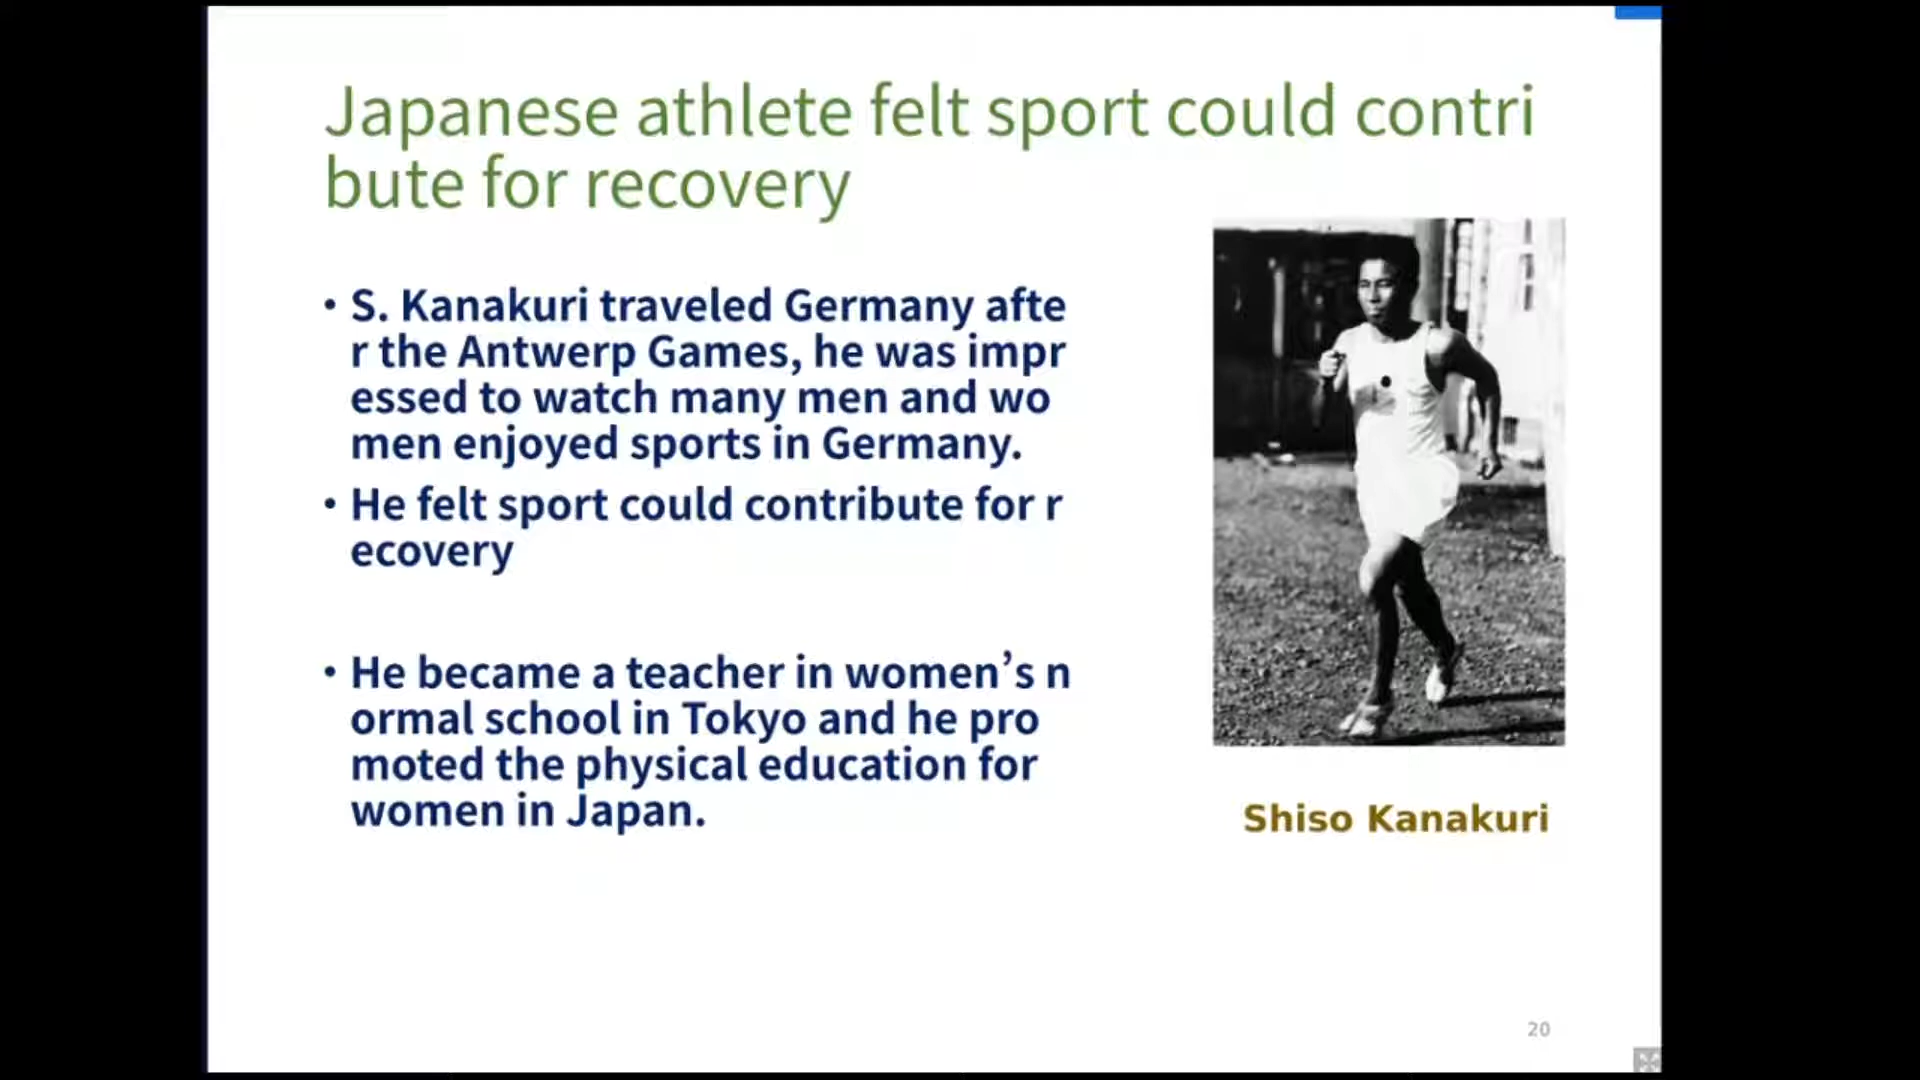 Japanese athlete felt sport could contri
bute for recovery
• S. Kanakuri traveled Germany afte
r the Antwerp Games, he was impr
essed to watch many men and wo
men enjoyed sports in Germany.
• He felt sport could contribute for r
ecovery
• He became a teacher in women’s n
ormal school in Tokyo and he pro
moted the physical education for
women in Japan.
Shiso Kanakuri
20